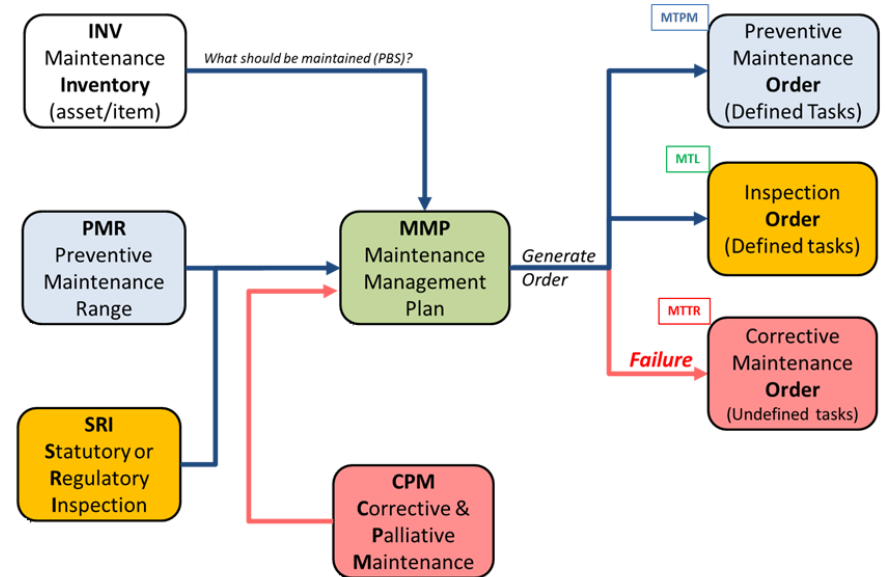 INV
Maintenance
Inventory
(asset/item)
What should be maintained (PBS)?
MTPM
Preventive
Maintenance
Order
(Defined Tasks)
MTL
Inspection
Order
(Defined tasks)
PMR
Preventive
Maintenance
Range
MMP
Maintenance
Management
Plan
Generate
Order
MTTR
Failure
Corrective
Maintenance
Order
(Undefined tasks)
SRI
Statutory or
Regulatory
Inspection
CPM
Corrective &
Palliative
Maintenance